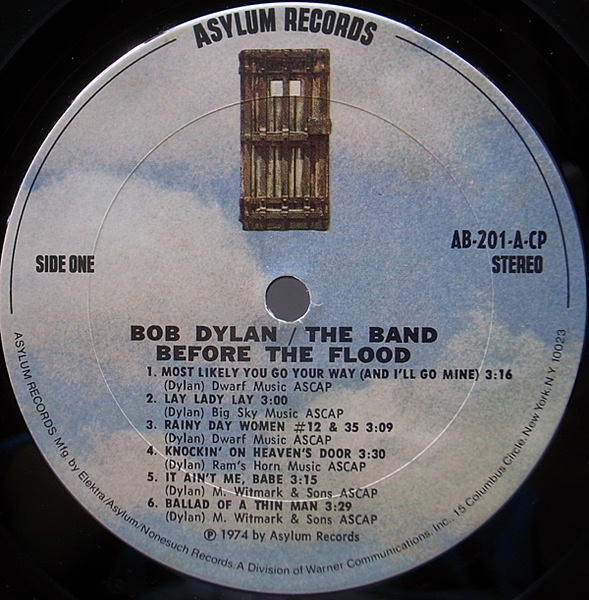 ASYLUM RECORDS
AB-201-A-CP
SIDE ONE
STEREO
BOB DYLAN / THE BAND
BEFORE THE FLOOD
1. MOST LIKELY YOU GO YOUR WAY (AND I'LL GO MINE) 3:16
(Dylan) Dwarf Music ASCAP
2. LAY LADY LAY 3:00
(Dylan) Big Sky Music ASCAP
3. RAINY DAY WOMEN #12 & 35 3:09
(Dylan) Dwarf Music ASCAP
4. KNOCKIN' ON HEAVEN'S DOOR 3:30
(Dylan) Ram's Horn Music ASCAP
5. IT AIN'T ME, BABE 3:15
(Dylan) M. Witmark & Sons ASCAP
6. BALLAD OF A THIN MAN 3:29
(Dylan) M. Witmark & Sons ASCAP
℗ 1974 by Asylum Records
ASYLUM RECORDS Mfg. by Elektra/Asylum/Nonesuch Records. A Division of Warner Communications, Inc., 15 Columbus Circle, New York, N.Y. 10023